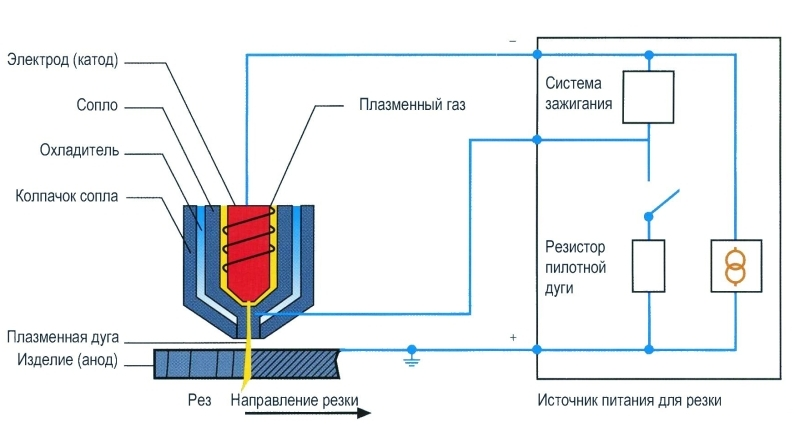 –
Электрод (катод)
Сопло
Охладитель
Колпачок сопла
Плазменный газ
Система
зажигания
Резистор
пилотной
дуги
Плазменная дуга
+
Изделие (анод)
Рез
Направление резки
Источник питания для резки